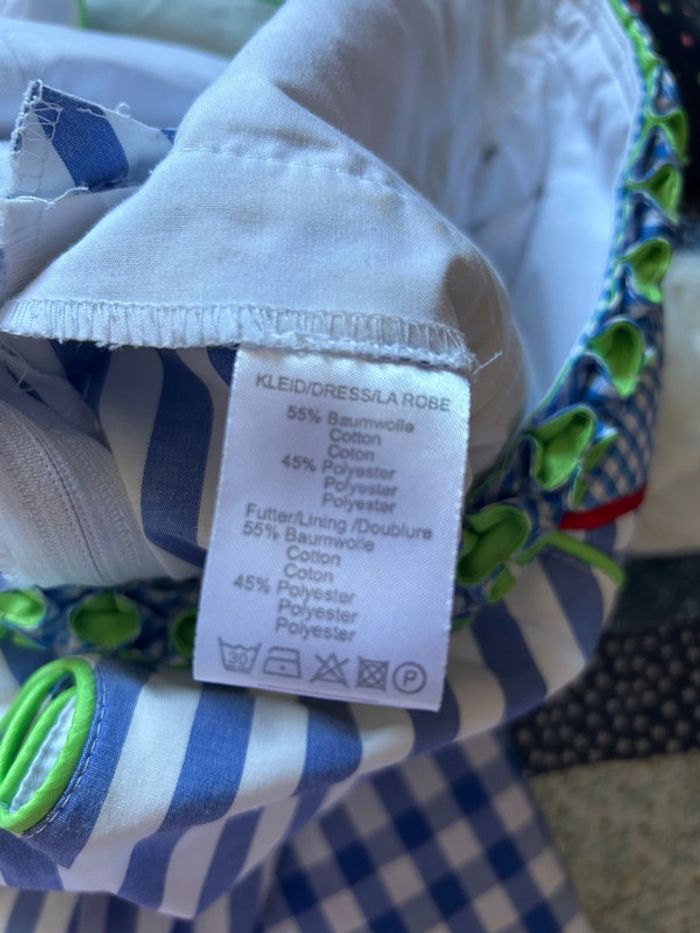 KLEID/DRESS/LA ROBE
55% Baumwolle
Cotton
Coton
45% Polyester
Polyester
Polyester
Futter/Lining /Doublure
55% Baumwolle
Cotton
Coton
45% Polyester
Polyester
Polyester
30 P